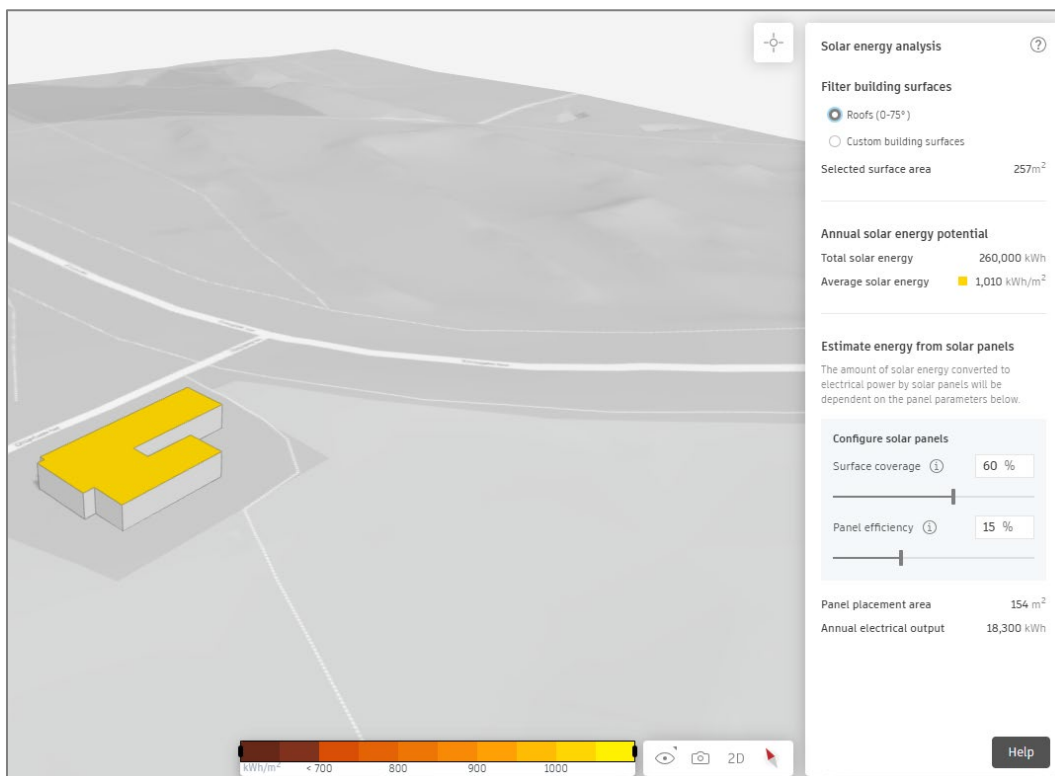 Solar energy analysis
Filter building surfaces
Roofs (0-75°)
Custom building surfaces
Selected surface area 257m²
Annual solar energy potential
Total solar energy 260,000 kWh
Average solar energy 1,010 kWh/m²
Estimate energy from solar panels
The amount of solar energy converted to
electrical power by solar panels will be
dependent on the panel parameters below.
Configure solar panels
Surface coverage 60 %
Panel efficiency 15 %
Panel placement area 154 m²
Annual electrical output 18,300 kWh
kWh/m² < 700 800 900 1000
2D
Help